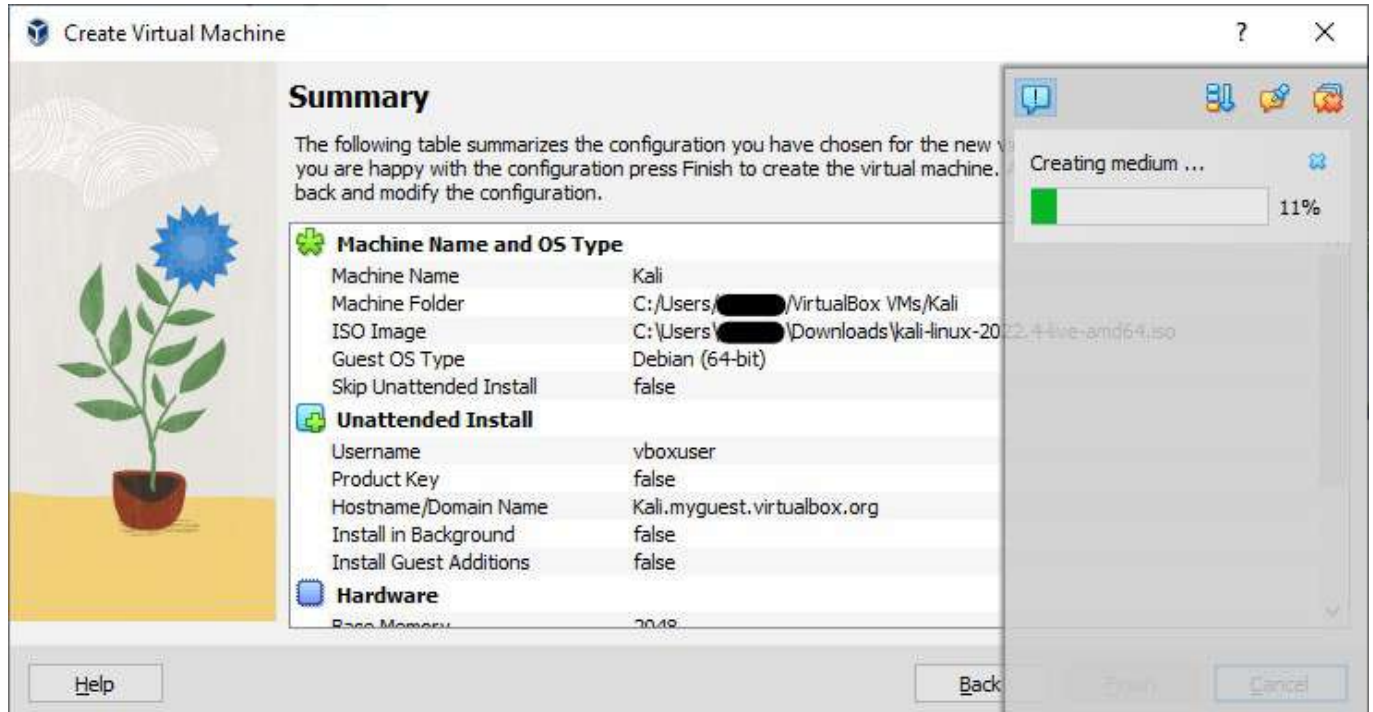 Create Virtual Machine
?
Summary
The following table summarizes the configuration you have chosen for the new
you are happy with the configuration press Finish to create the virtual machine.
back and modify the configuration.
Creating medium ...
11%
Machine Name and OS Type
Machine Name Kali
Machine Folder C:/Users/ /VirtualBox VMs/Kali
ISO Image C:\Users\ \Downloads\kali-linux-2022.4-live-amd64.iso
Guest OS Type Debian (64-bit)
Skip Unattended Install false
Unattended Install
Username vboxuser
Product Key false
Hostname/Domain Name Kali.myguest.virtualbox.org
Install in Background false
Install Guest Additions false
Hardware
Base Memory 2048
Help
Back
Finish
Cancel